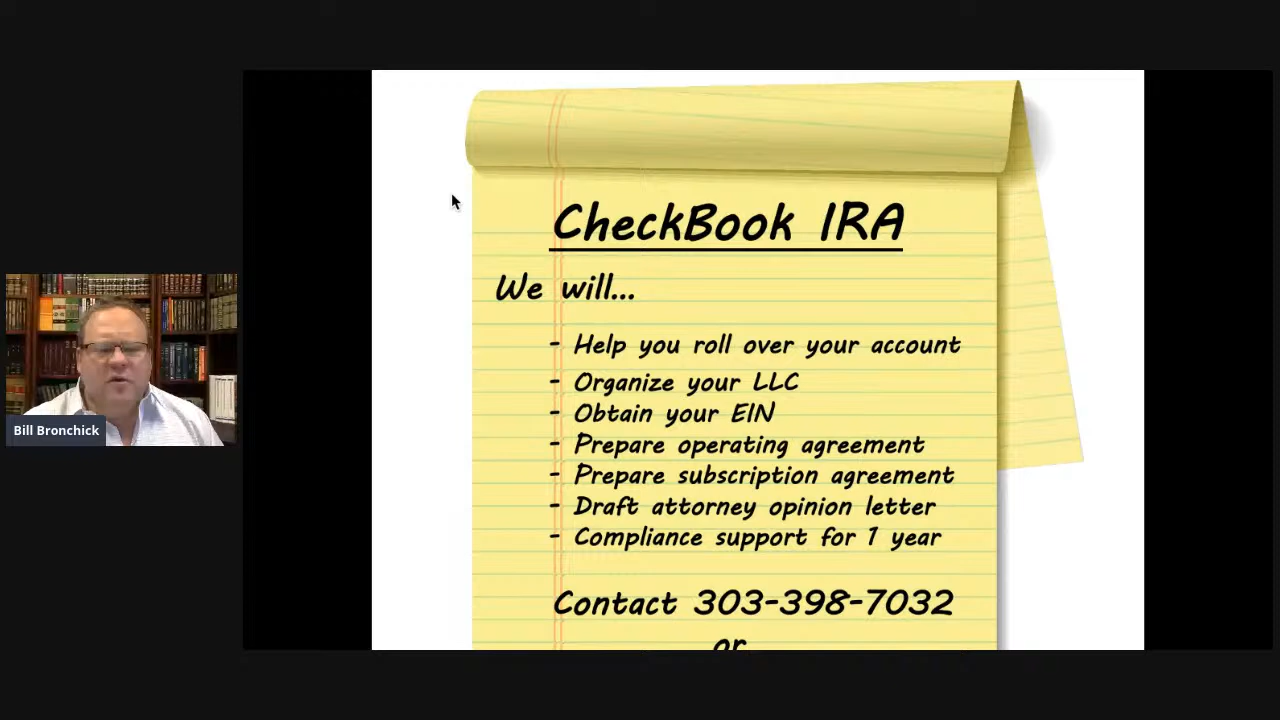 CheckBook IRA
We will...
- Help you roll over your account
- Organize your LLC
- Obtain your EIN
- Prepare operating agreement
- Prepare subscription agreement
- Draft attorney opinion letter
- Compliance support for 1 year
Contact 303-398-7032
or
Bill Bronchick